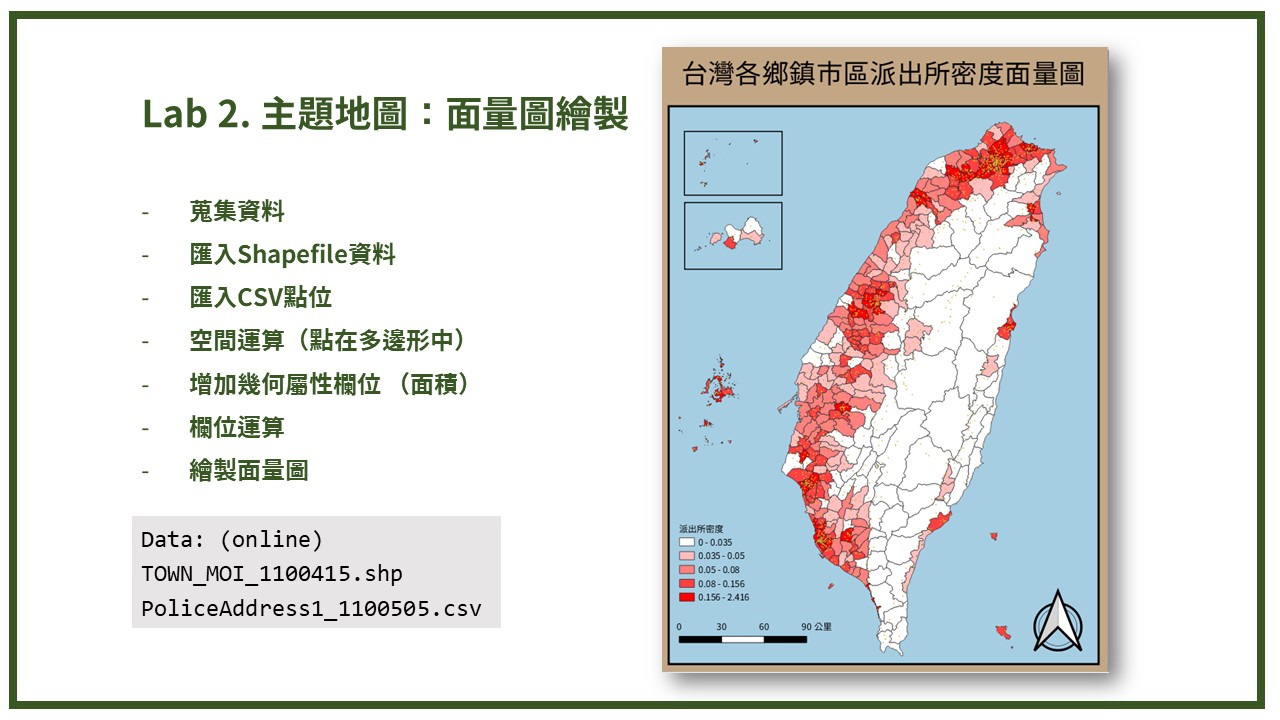 Lab 2. 主題地圖：面量圖繪製
- 蒐集資料
- 匯入Shapefile資料
- 匯入CSV點位
- 空間運算（點在多邊形中）
- 增加幾何屬性欄位 （面積）
- 欄位運算
- 繪製面量圖
Data: (online)
TOWN_MOI_1100415.shp
PoliceAddress1_1100505.csv
台灣各鄉鎮市區派出所密度面量圖
派出所密度
0 - 0.035
0.035 - 0.05
0.05 - 0.08
0.08 - 0.156
0.156 - 2.416
0 30 60 90 公里